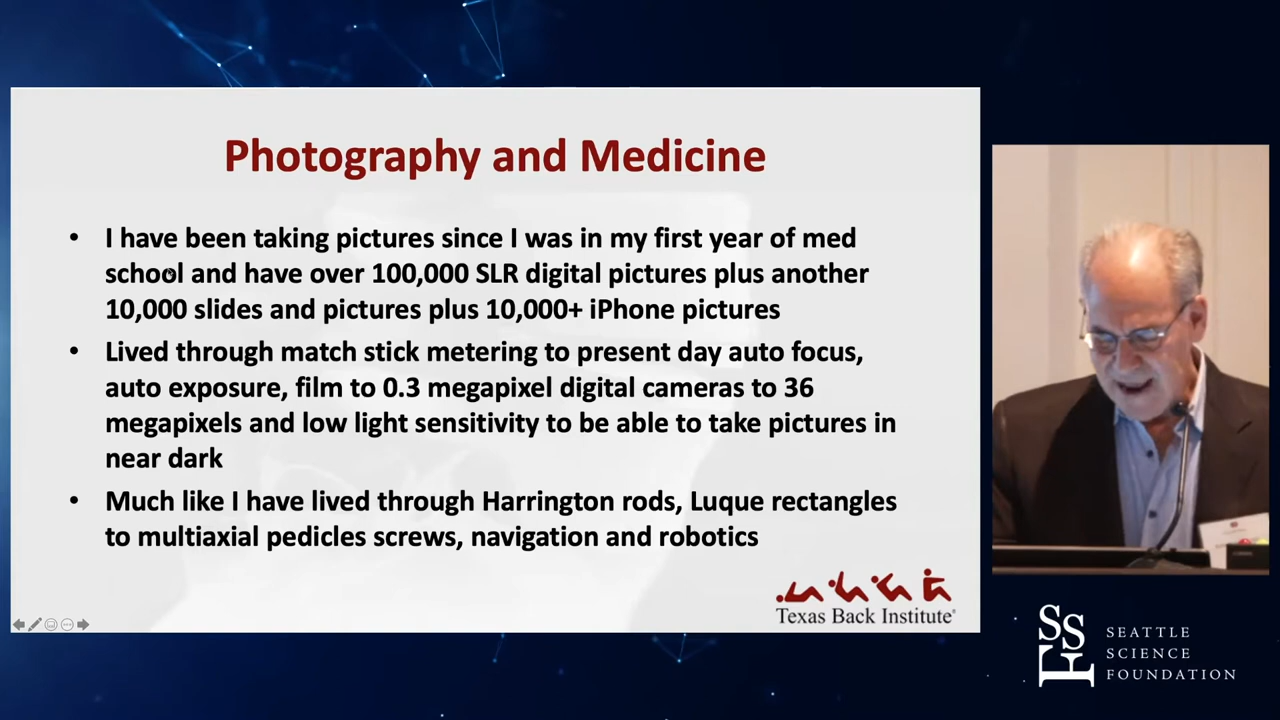 Photography and Medicine
• I have been taking pictures since I was in my first year of med
school and have over 100,000 SLR digital pictures plus another
10,000 slides and pictures plus 10,000+ iPhone pictures
• Lived through match stick metering to present day auto focus,
auto exposure, film to 0.3 megapixel digital cameras to 36
megapixels and low light sensitivity to be able to take pictures in
near dark
• Much like I have lived through Harrington rods, Luque rectangles
to multiaxial pedicles screws, navigation and robotics
Texas Back Institute®
SSF
SEATTLE
SCIENCE
FOUNDATION